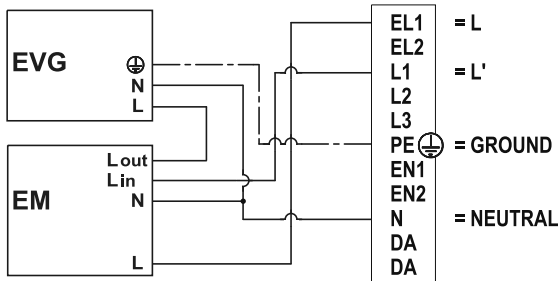 EVG
N
L
EM
Lout
Lin
N
L
EL1 = L
EL2
L1 = L'
L2
L3
PE = GROUND
EN1
EN2
N = NEUTRAL
DA
DA